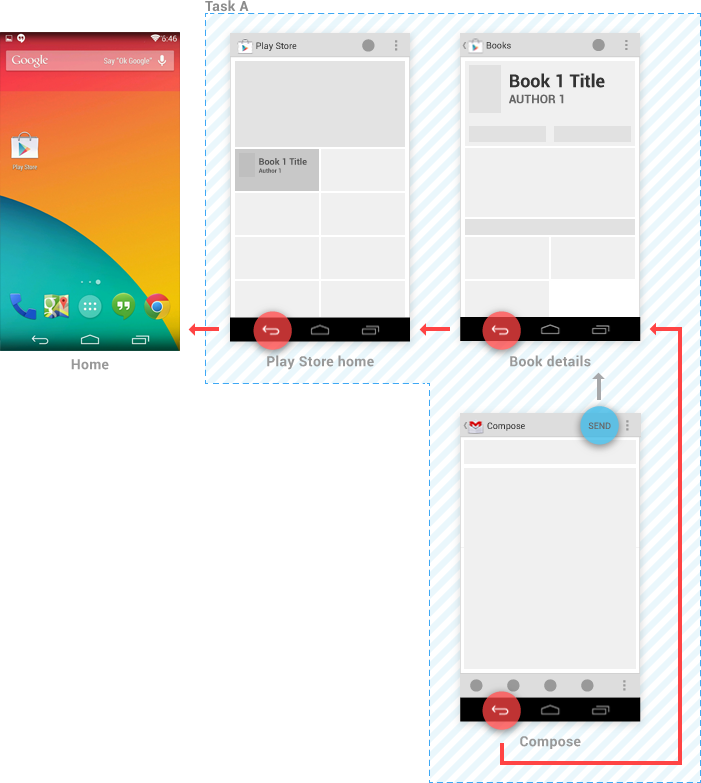 Task A
6:46
Google
Say "Ok Google"
Play Store
Play Store
Books
Book 1 Title
AUTHOR 1
Book 1 Title
Author 1
Home
Play Store home
Book details
Compose
SEND
Compose